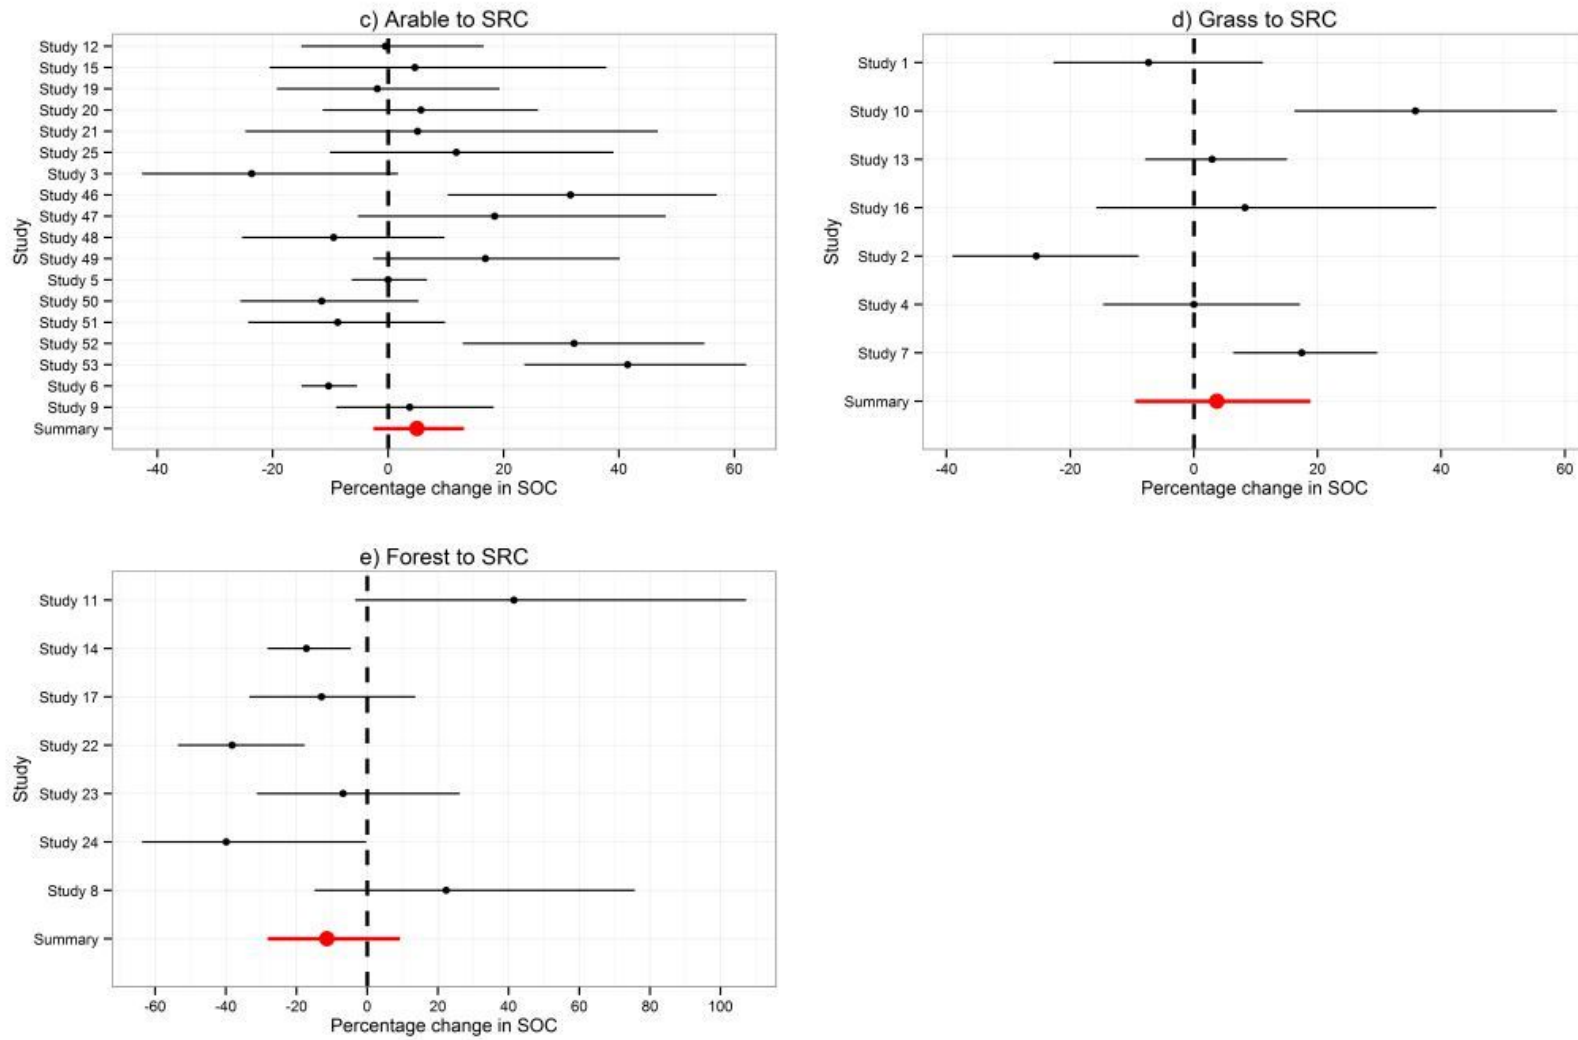 c) Arable to SRC
Study
Study 12
Study 15
Study 19
Study 20
Study 21
Study 25
Study 3
Study 46
Study 47
Study 48
Study 49
Study 5
Study 50
Study 51
Study 52
Study 53
Study 6
Study 9
Summary
-40 -20 0 20 40 60
Percentage change in SOC
d) Grass to SRC
Study
Study 1
Study 10
Study 13
Study 16
Study 2
Study 4
Study 7
Summary
-40 -20 0 20 40 60
Percentage change in SOC
e) Forest to SRC
Study
Study 11
Study 14
Study 17
Study 22
Study 23
Study 24
Study 8
Summary
-60 -40 -20 0 20 40 60 80 100
Percentage change in SOC